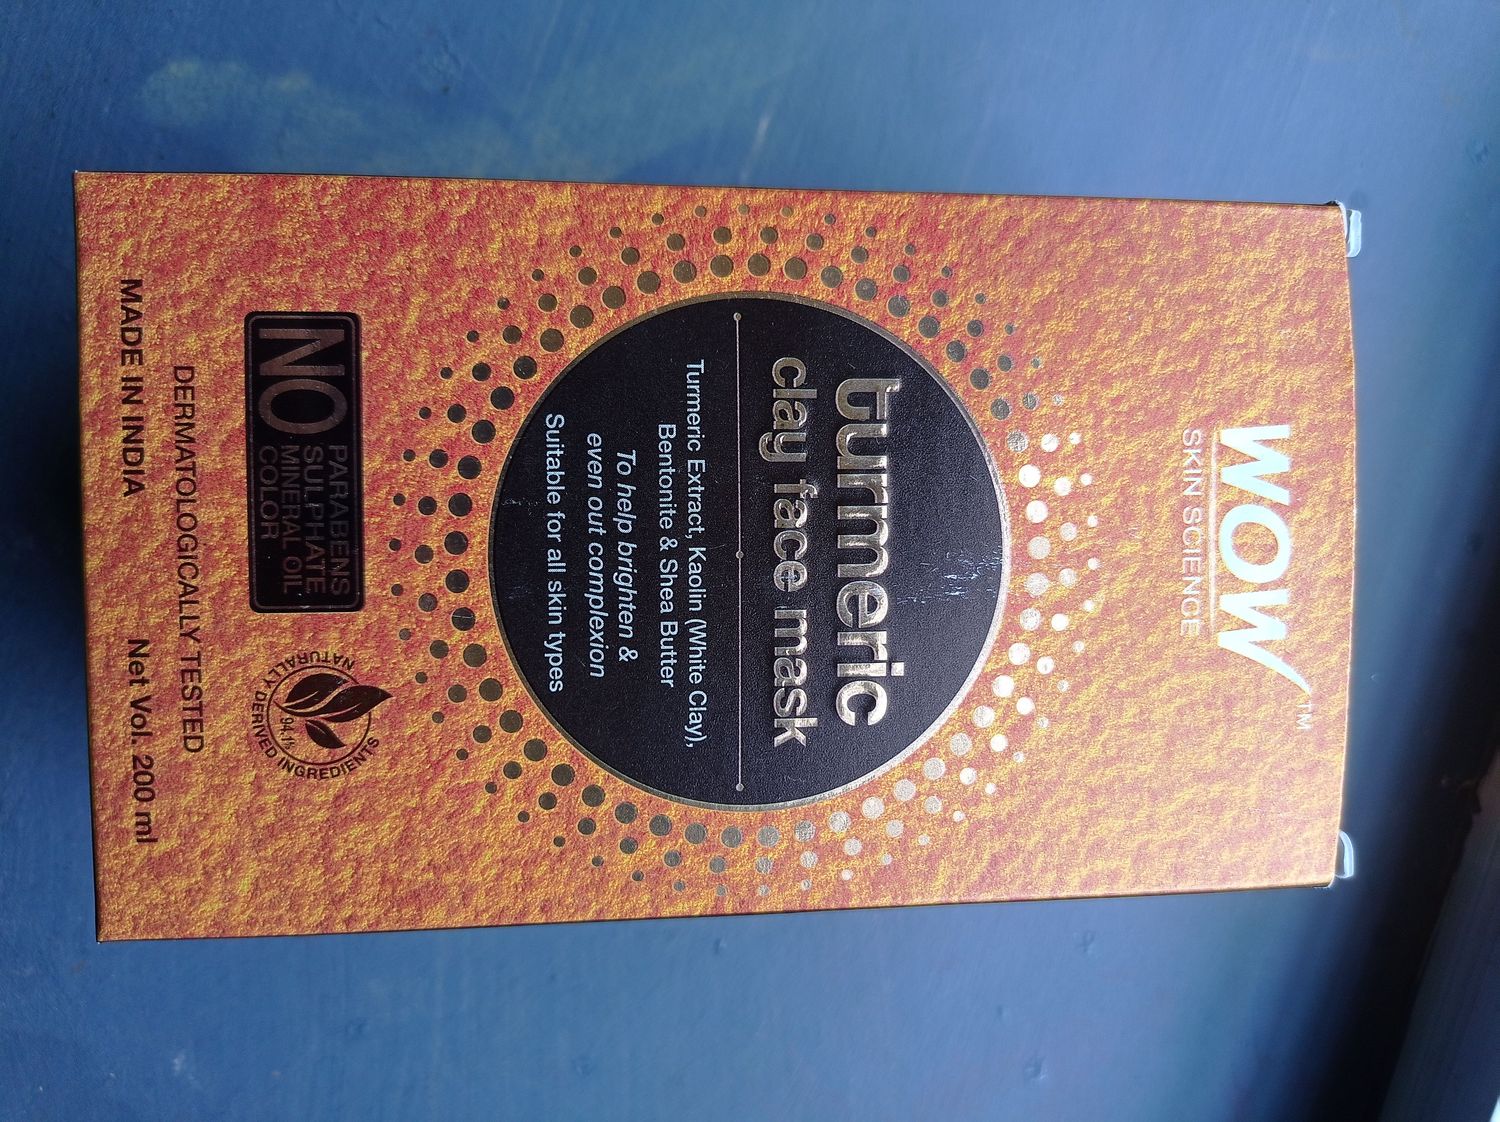 WOW™
SKIN SCIENCE
turmeric
clay face mask
Turmeric Extract, Kaolin (White Clay),
Bentonite & Shea Butter
To help brighten &
even out complexion
Suitable for all skin types
NO
PARABENS
SULPHATE
MINERAL OIL
COLOR
94.1%
NATURALLY DERIVED INGREDIENTS
DERMATOLOGICALLY TESTED
MADE IN INDIA
Net Vol. 200 ml